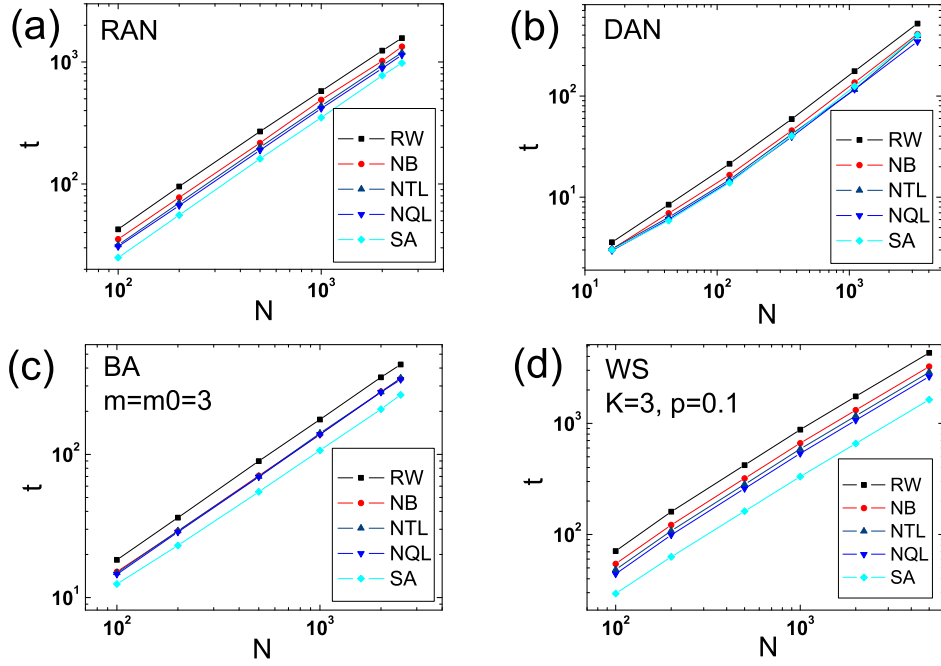 (a)
RAN
t
10^3
10^2
RW
NB
NTL
NQL
SA
10^2
10^3
N
(b)
DAN
t
10^2
10^1
RW
NB
NTL
NQL
SA
10^1
10^2
10^3
N
(c)
BA
m=m0=3
t
10^2
10^1
RW
NB
NTL
NQL
SA
10^2
10^3
N
(d)
WS
K=3, p=0.1
t
10^3
10^2
RW
NB
NTL
NQL
SA
10^2
10^3
N